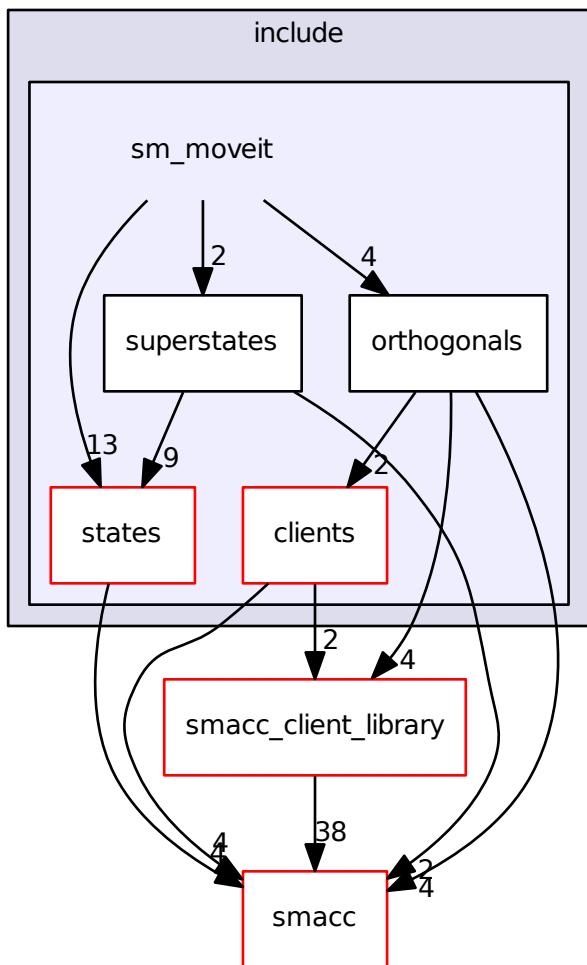 include
sm_moveit
2
4
superstates
orthogonals
13
9
2
states
clients
2
4
smacc_client_library
38
4
4
2
4
smacc